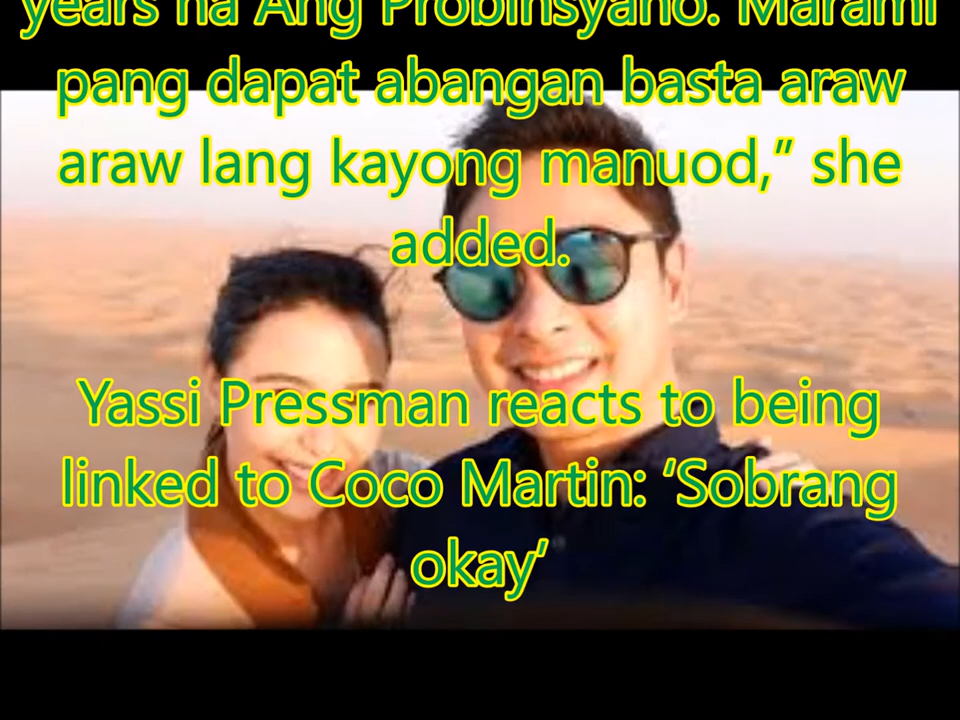 years na Ang Probinsyano. Marami
pang dapat abangan basta araw
araw lang kayong manuod,” she
added.
Yassi Pressman reacts to being
linked to Coco Martin: ‘Sobrang
okay’